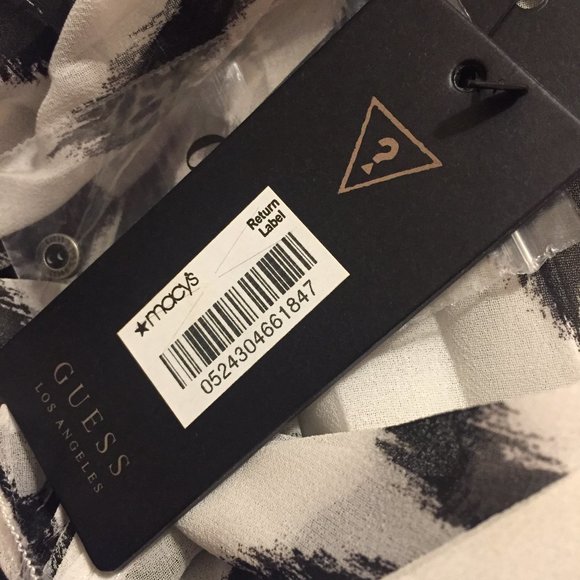 ?
★macy's
Return
Label
0524304661847
GUESS
LOS ANGELES